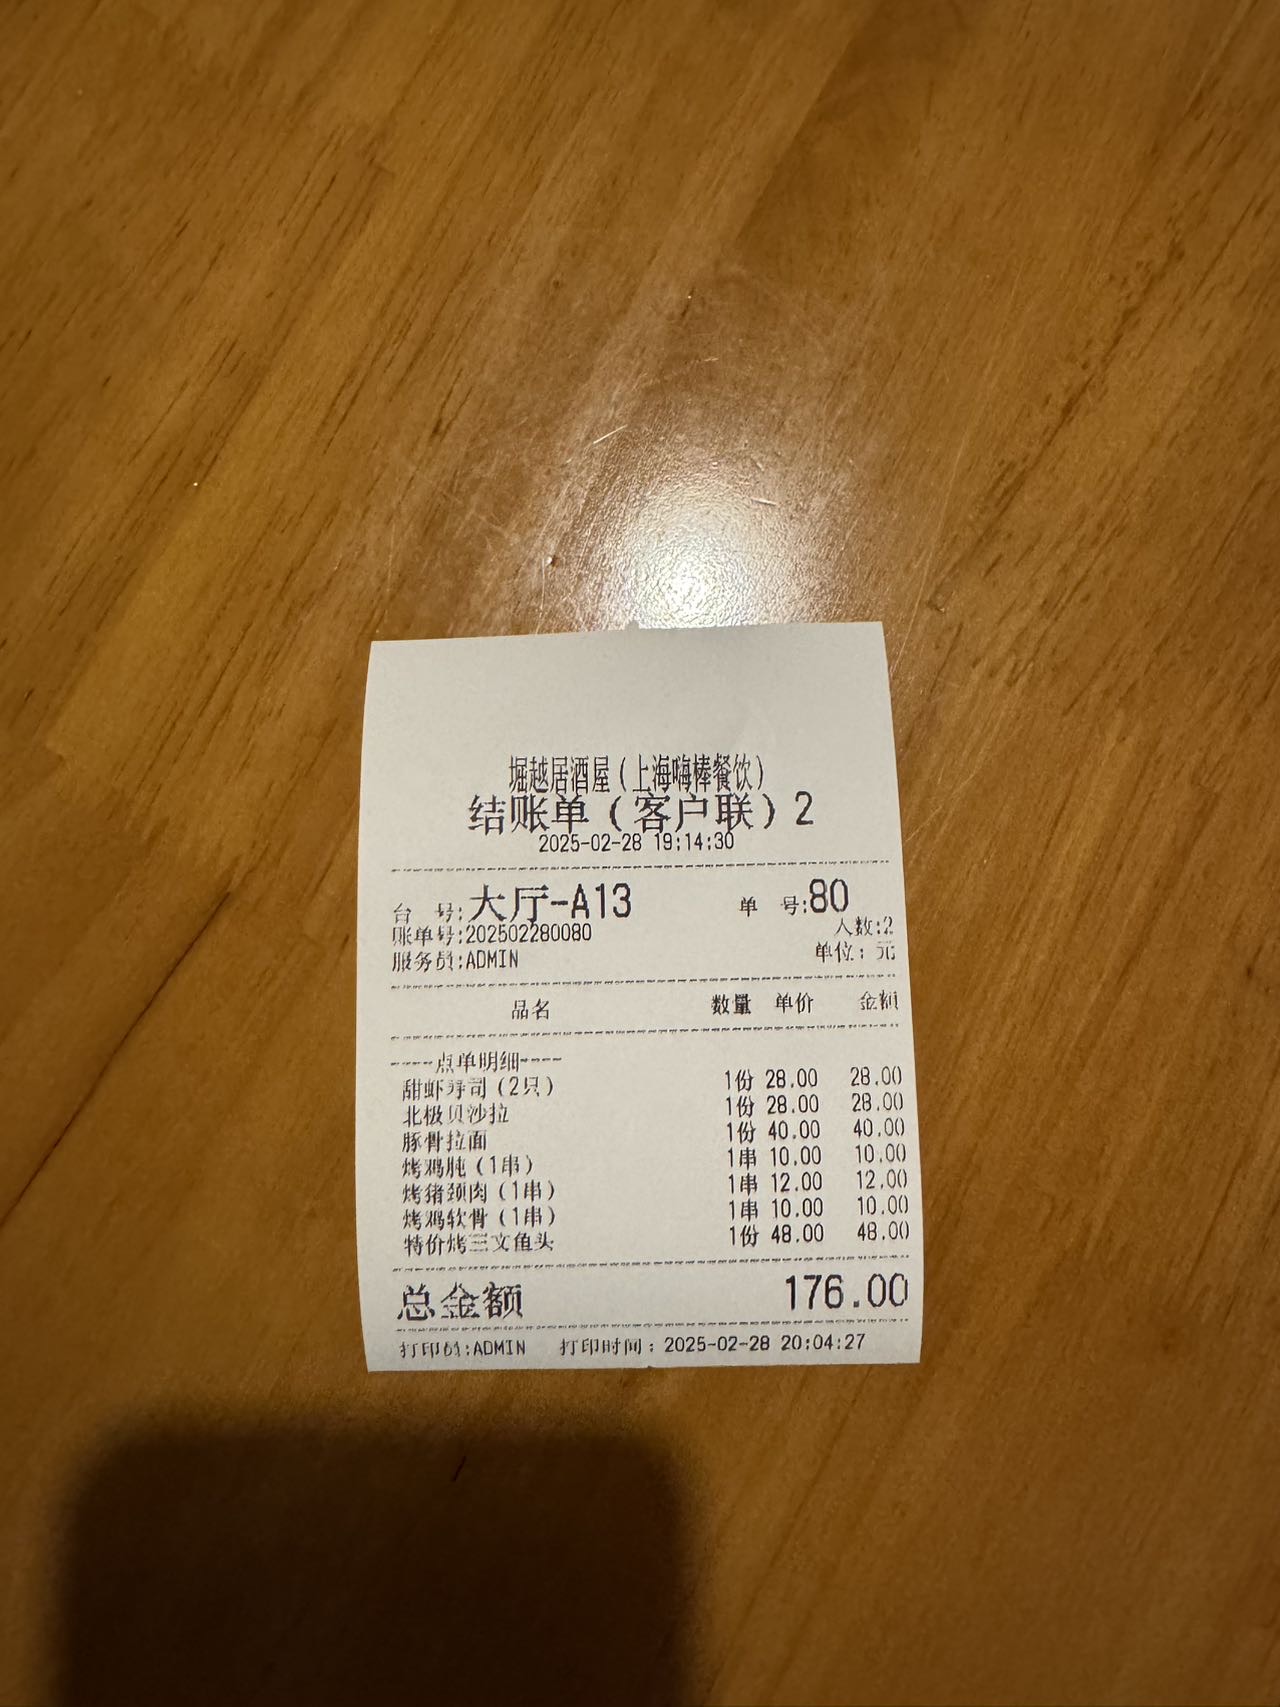 堀越居酒屋(上海嗨棒餐饮)
结账单(客户联)2
2025-02-28 19:14:30
台 号:大厅-A13 单 号:80
账单号:202502280080 人数:2
服务员:ADMIN 单位:元
品名 数量 单价 金额
----点单明细----
甜虾寿司(2只) 1份 28.00 28.00
北极贝沙拉 1份 28.00 28.00
豚骨拉面 1份 40.00 40.00
烤鸡肫(1串) 1串 10.00 10.00
烤猪颈肉(1串) 1串 12.00 12.00
烤鸡软骨(1串) 1串 10.00 10.00
特价烤三文鱼头 1份 48.00 48.00
总金额 176.00
打印员:ADMIN 打印时间:2025-02-28 20:04:27